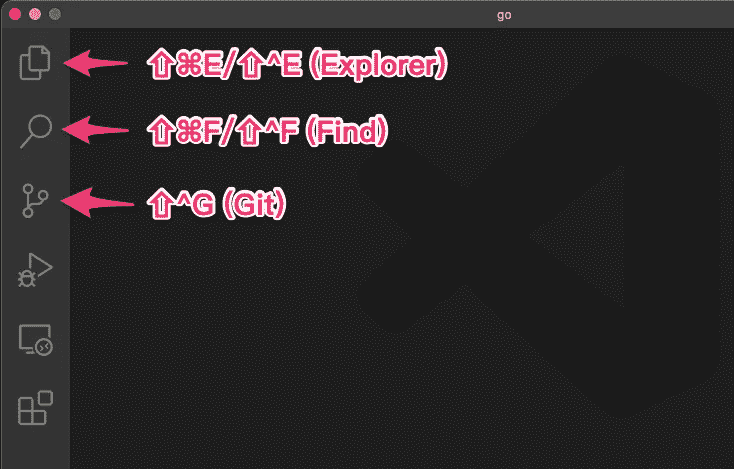 go
⇧⌘E/⇧^E (Explorer)
⇧⌘F/⇧^F (Find)
⇧^G (Git)